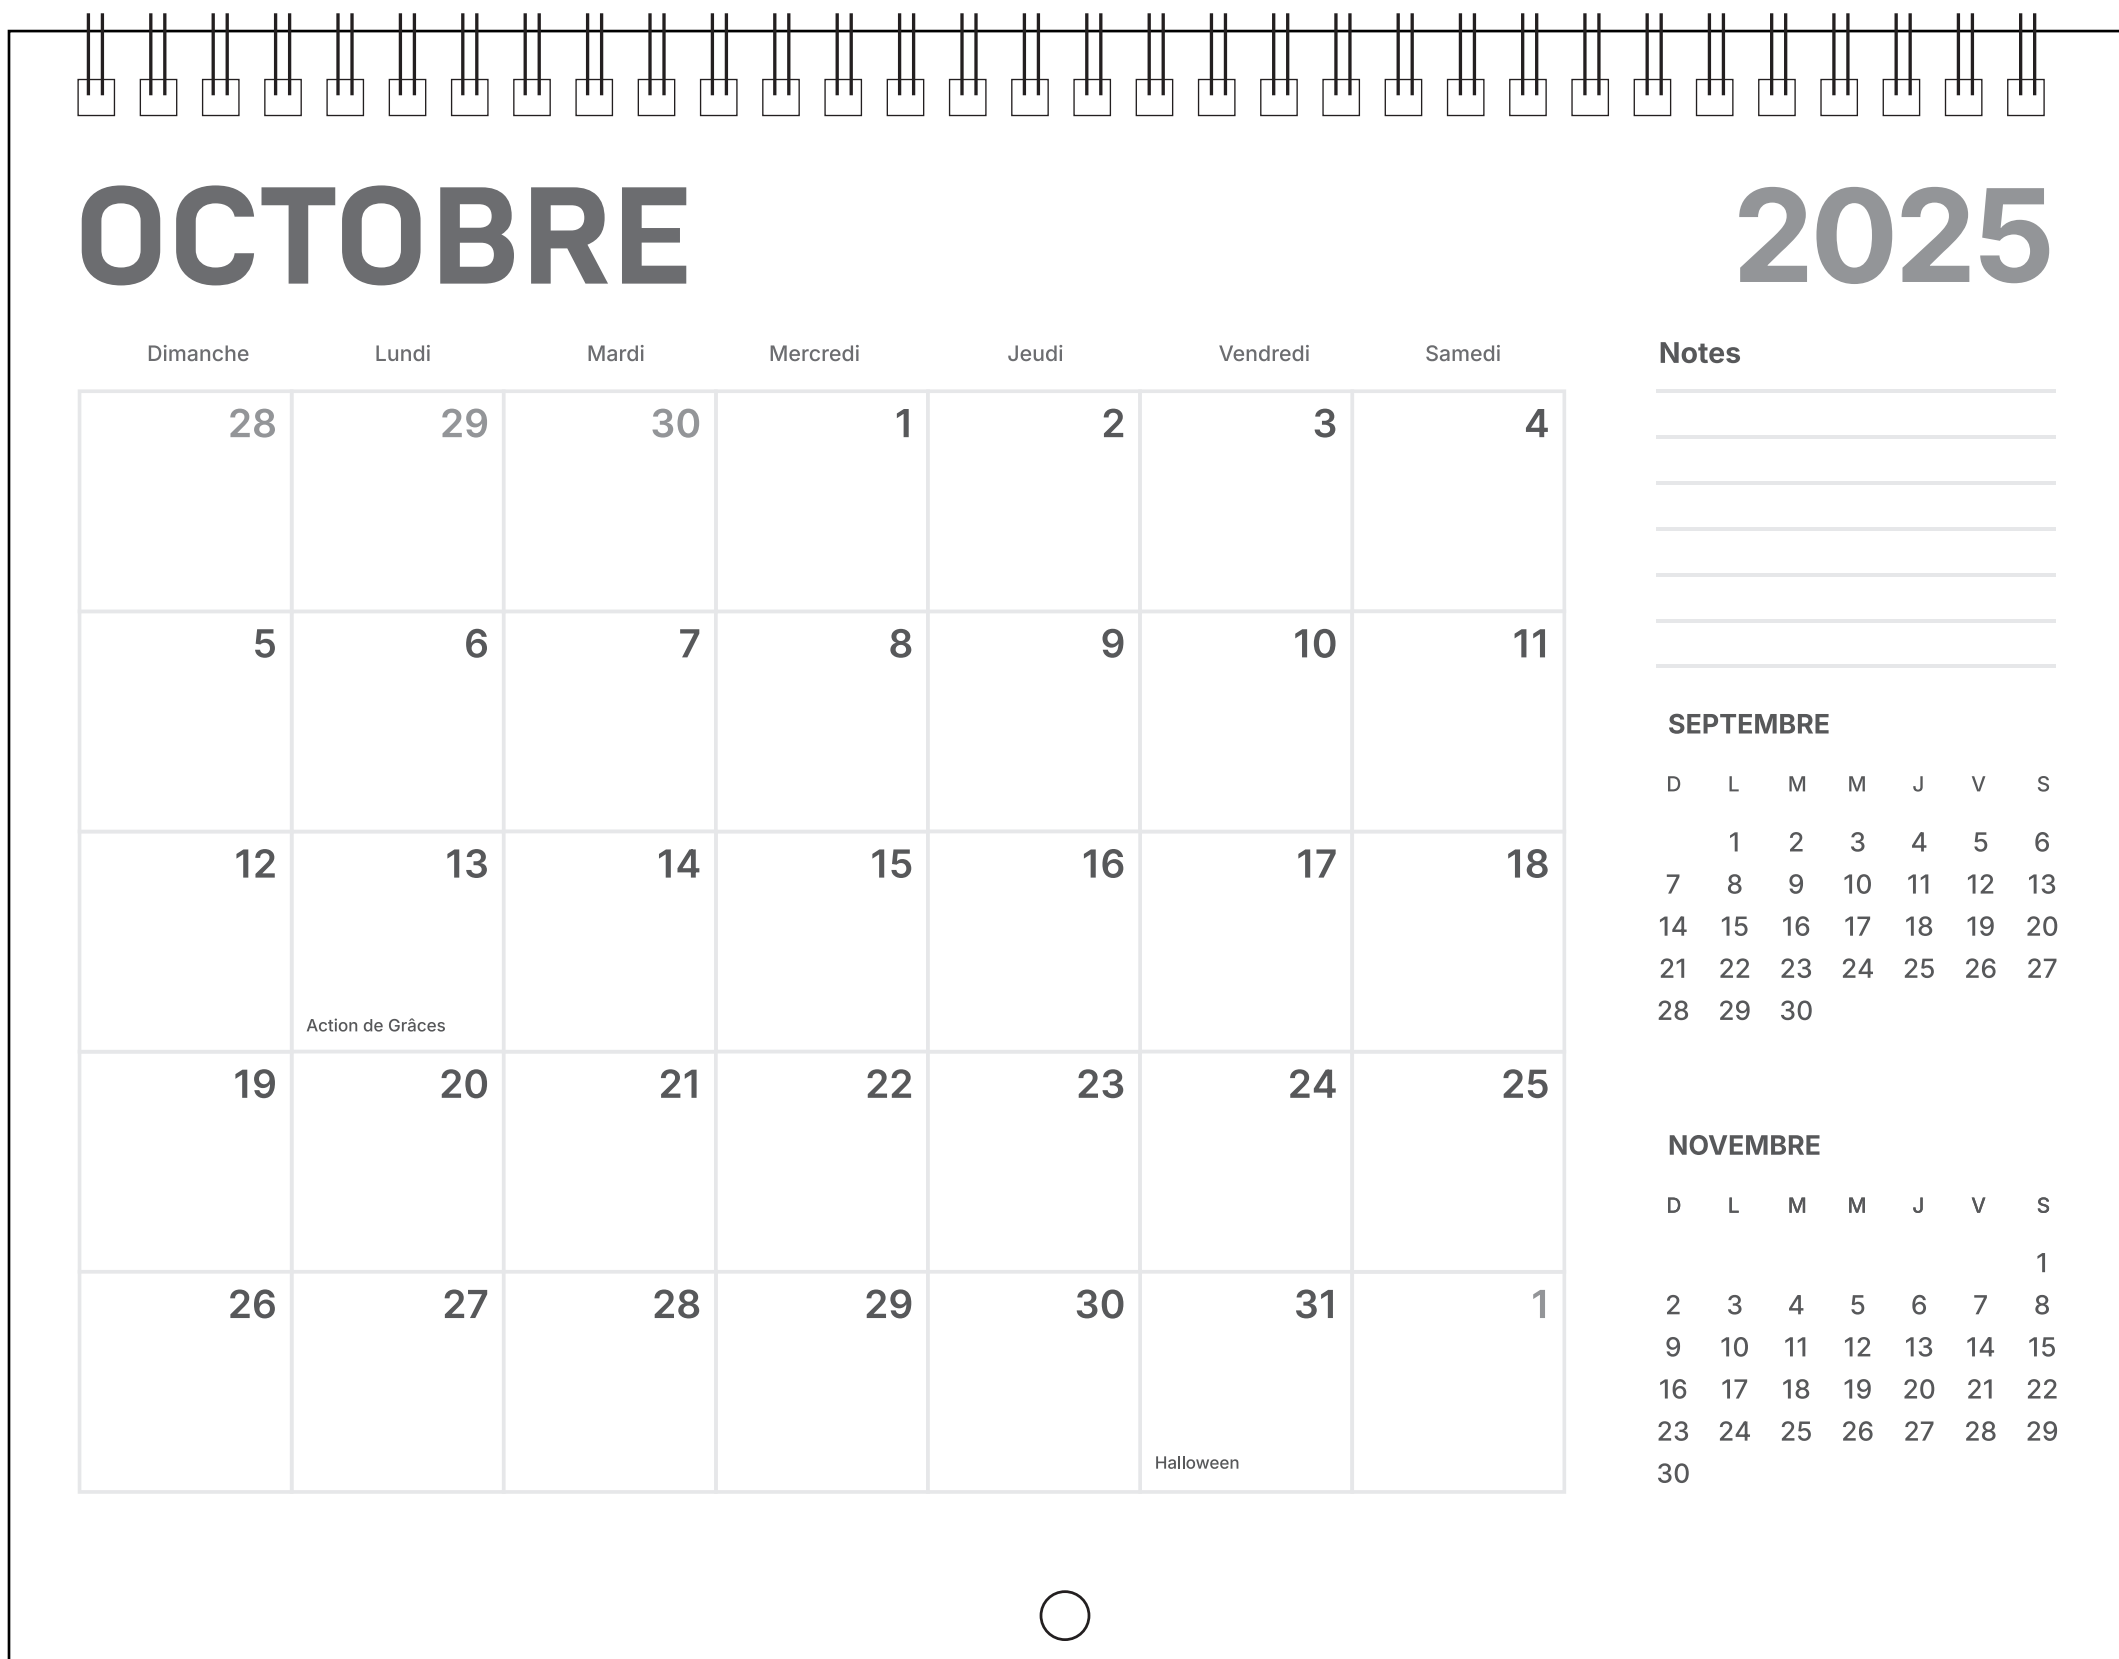 OCTOBRE 2025
Dimanche Lundi Mardi Mercredi Jeudi Vendredi Samedi
28 29 30 1 2 3 4
5 6 7 8 9 10 11
12 13 14 15 16 17 18
Action de Grâces
19 20 21 22 23 24 25
26 27 28 29 30 31 1
Halloween
Notes
SEPTEMBRE
D L M M J V S
1 2 3 4 5 6
7 8 9 10 11 12 13
14 15 16 17 18 19 20
21 22 23 24 25 26 27
28 29 30
NOVEMBRE
D L M M J V S
1
2 3 4 5 6 7 8
9 10 11 12 13 14 15
16 17 18 19 20 21 22
23 24 25 26 27 28 29
30